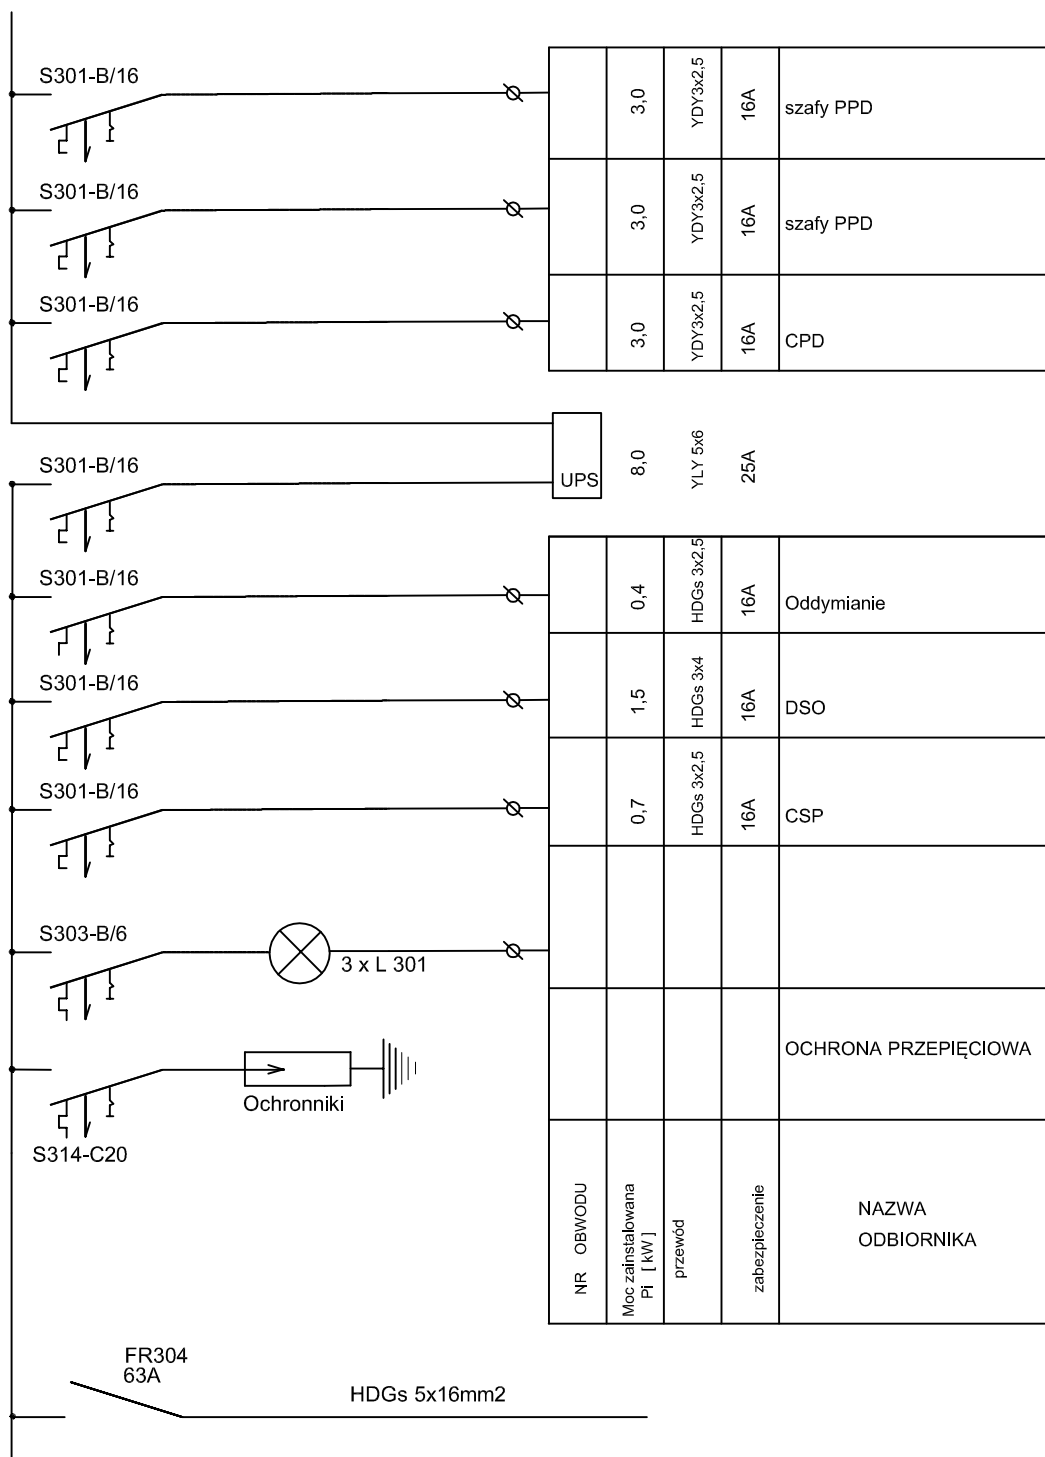 S301-B/16
3,0
YDY3x2,5
16A
szafy PPD
S301-B/16
3,0
YDY3x2,5
16A
szafy PPD
S301-B/16
3,0
YDY3x2,5
16A
CPD
S301-B/16
UPS
8,0
YLY 5x6
25A
S301-B/16
0,4
HDGs 3x2,5
16A
Oddymianie
S301-B/16
1,5
HDGs 3x4
16A
DSO
S301-B/16
0,7
HDGs 3x2,5
16A
CSP
S303-B/6
3 x L 301
OCHRONA PRZEPIĘCIOWA
Ochronniki
S314-C20
NR OBWODU
Moc zainstalowana
Pi [ kW ]
przewód
zabezpieczenie
NAZWA
ODBIORNIKA
FR304
63A
HDGs 5x16mm2